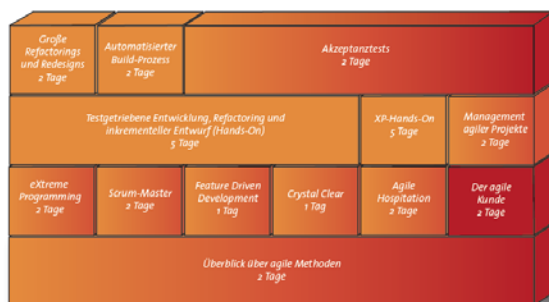 Große
Refactorings
und Redesigns
2 Tage
Automatisierter
Build-Prozess
2 Tage
Akzeptanztests
2 Tage
Testgetriebene Entwicklung, Refactoring und
inkrementeller Entwurf (Hands-On)
5 Tage
XP-Hands-On
5 Tage
Management
agiler Projekte
2 Tage
eXtreme
Programming
2 Tage
Scrum-Master
2 Tage
Feature Driven
Development
1 Tag
Crystal Clear
1 Tag
Agile
Hospitation
2 Tage
Der agile
Kunde
2 Tage
Überblick über agile Methoden
2 Tage